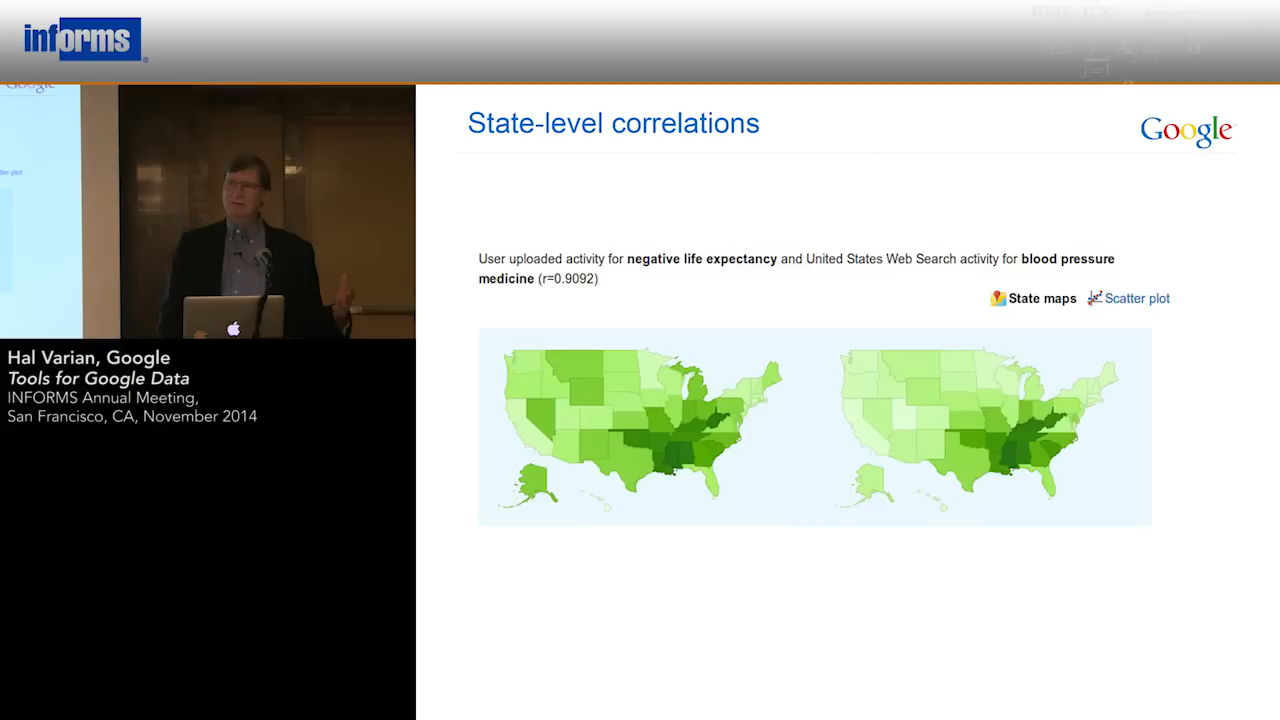 informs
State-level correlations
Google
User uploaded activity for negative life expectancy and United States Web Search activity for blood pressure
medicine (r=0.9092)
State maps Scatter plot
Hal Varian, Google
Tools for Google Data
INFORMS Annual Meeting,
San Francisco, CA, November 2014